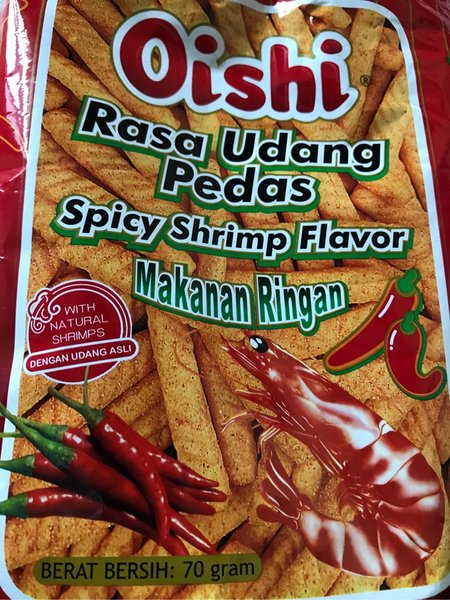 Oishi®
Rasa Udang
Pedas
Spicy Shrimp Flavor
Makanan Ringan
WITH
NATURAL
SHRIMPS
DENGAN UDANG ASLI
BERAT BERSIH: 70 gram